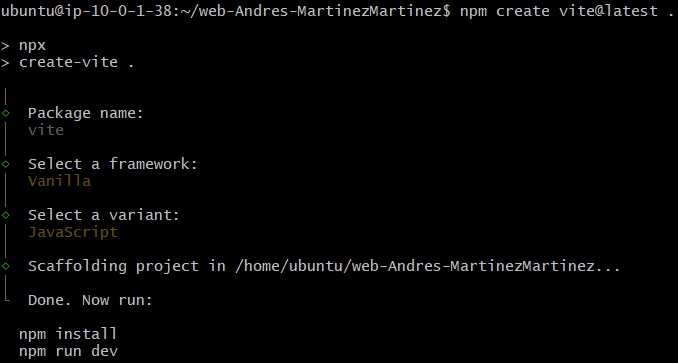 ubuntu@ip-10-0-1-38:~/web-Andres-MartinezMartinez$ npm create vite@latest .
> npx
> create-vite .
Package name:
vite
Select a framework:
Vanilla
Select a variant:
JavaScript
Scaffolding project in /home/ubuntu/web-Andres-MartinezMartinez...
Done. Now run:
npm install
npm run dev